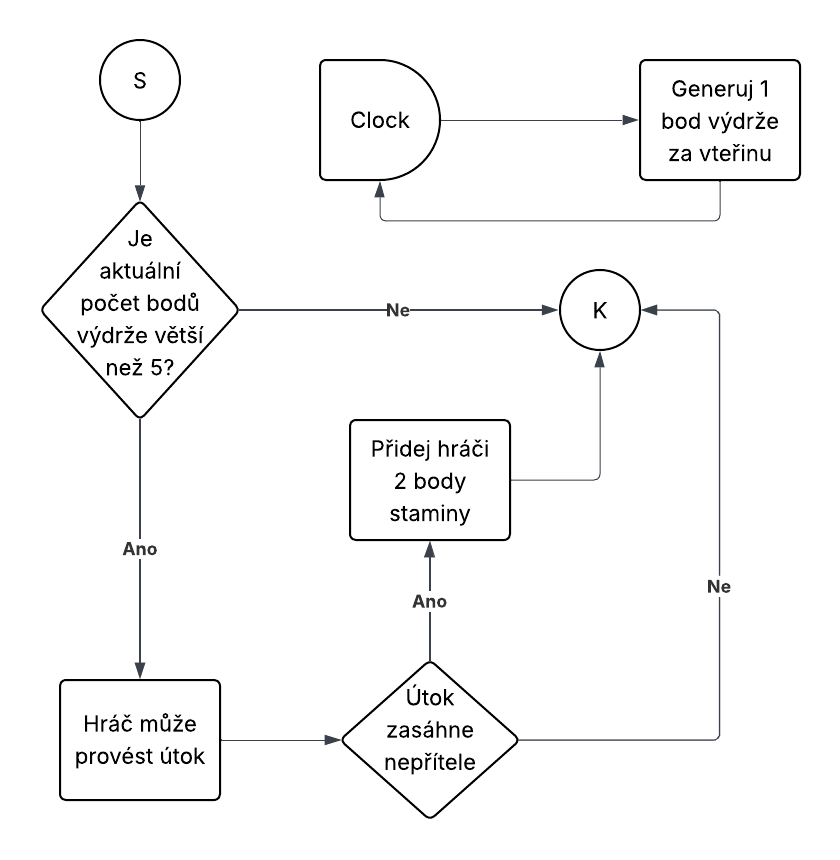 S
Clock
Generuj 1
bod výdrže
za vteřinu
Je
aktuální
počet bodů
výdrže větší
než 5?
Ne
K
Přidej hráči
2 body
staminy
Ano
Ano
Ne
Hráč může
provést útok
Útok
zasáhne
nepřítele